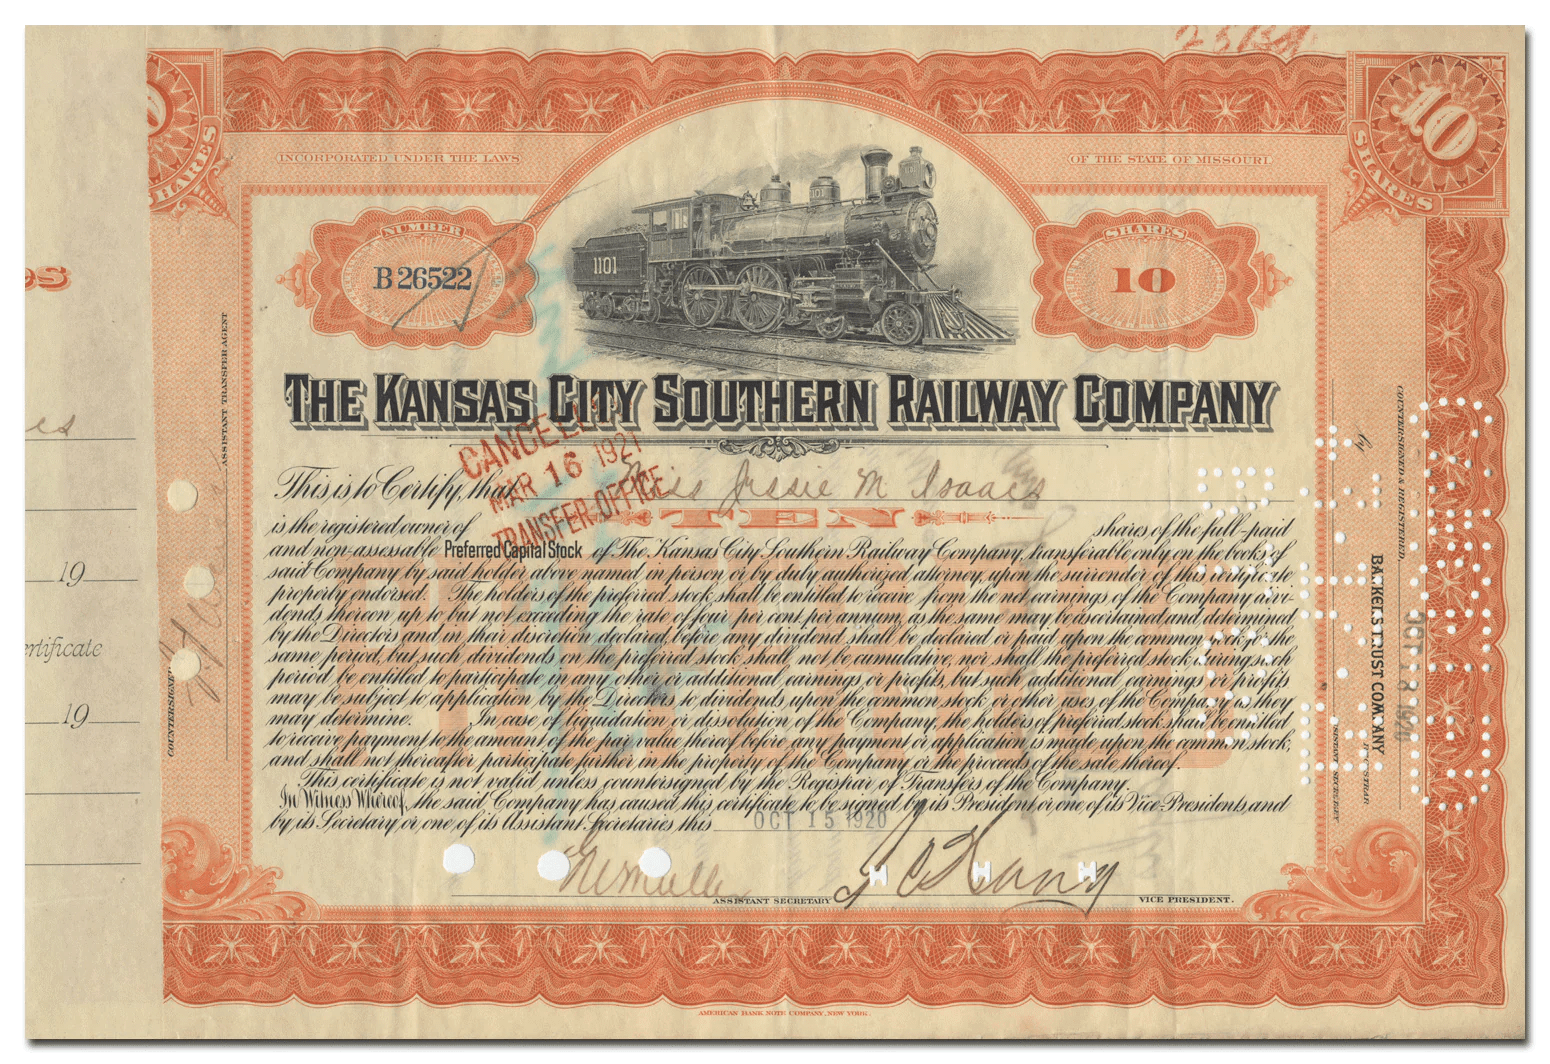 10
SHARES
INCORPORATED UNDER THE LAWS
OF THE STATE OF MISSOURI.
10
SHARES
NUMBER
B 26522
1101
SHARES
10
THE KANSAS CITY SOUTHERN RAILWAY COMPANY
CANCELL
MAR 16 1921
TRANSFER OFFICE
This is to Certify, that Miss Jessie M Isaacs
is the registered owner of TEN shares of the full-paid
and non-assessable Preferred Capital Stock of The Kansas City Southern Railway Company, transferable only on the books of
said Company by said holder above named in person or by duly authorized attorney, upon the surrender of this certificate
properly endorsed. The holders of the preferred stock shall be entitled to receive from the net earnings of the Company divi-
dends thereon up to but not exceeding the rate of four per cent per annum, as the same may be ascertained and determined
by the Directors and in their discretion declared, before any dividend shall be declared or paid upon the common stock for the
same period, but such dividends on the preferred stock shall not be cumulative, nor shall the preferred stock during such
period be entitled to participate in any other or additional earnings or profits, but such additional earnings or profits
may be subject to application by the Directors to dividends upon the common stock or other uses of the Company as they
may determine. In case of liquidation or dissolution of the Company, the holders of preferred stock shall be entitled
to receive payment to the amount of the par value thereof before any payment or application is made upon the common stock,
and shall not thereafter participate further in the property of the Company or the proceeds of the sale thereof.
This certificate is not valid unless countersigned by the Registrar of Transfers of the Company.
In Witness Whereof, the said Company has caused this certificate to be signed by its President or one of its Vice-Presidents, and
by its Secretary or one of its Assistant Secretaries this OCT 15 1920
ASSISTANT SECRETARY
VICE PRESIDENT.
AMERICAN BANK NOTE COMPANY, NEW YORK.
ASSISTANT TRANSFER AGENT
COUNTERSIGNED
COUNTERSIGNED & REGISTERED,
OCT 18 1920
BANKERS TRUST COMPANY
REGISTRAR
by
ASSISTANT SECRETARY
es
19
ertificate
19